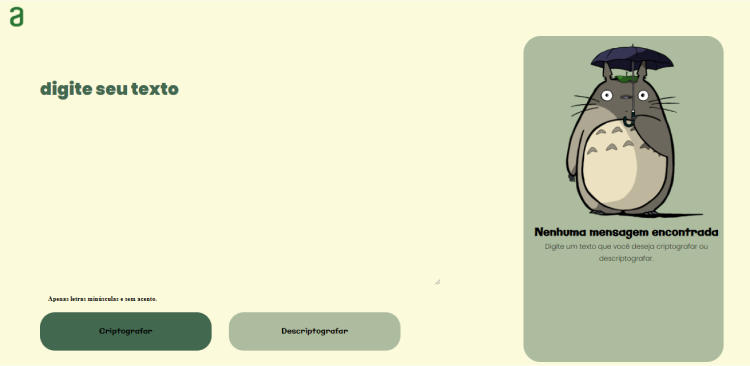 a
digite seu texto
Apenas letras minúsculas e sem acento.
Criptografar
Descriptografar
Nenhuma mensagem encontrada
Digite um texto que você deseja criptografar ou
descriptografar.